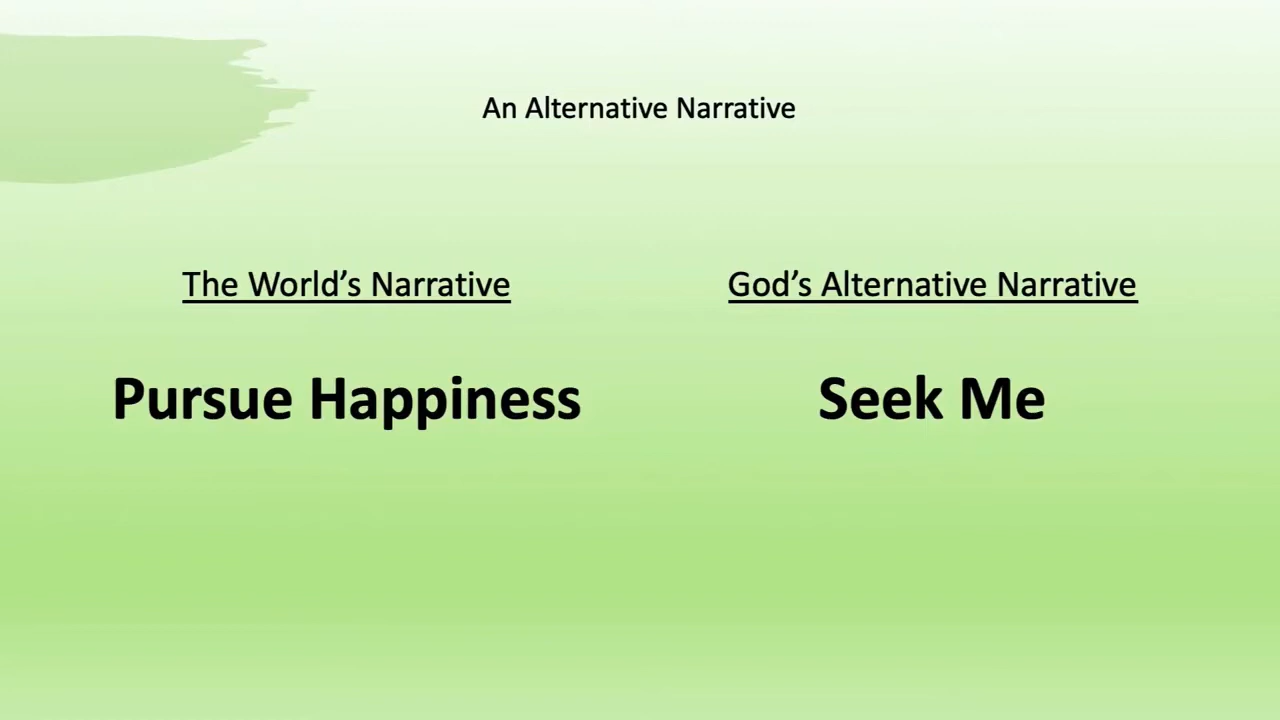 An Alternative Narrative
The World’s Narrative
God’s Alternative Narrative
Pursue Happiness
Seek Me